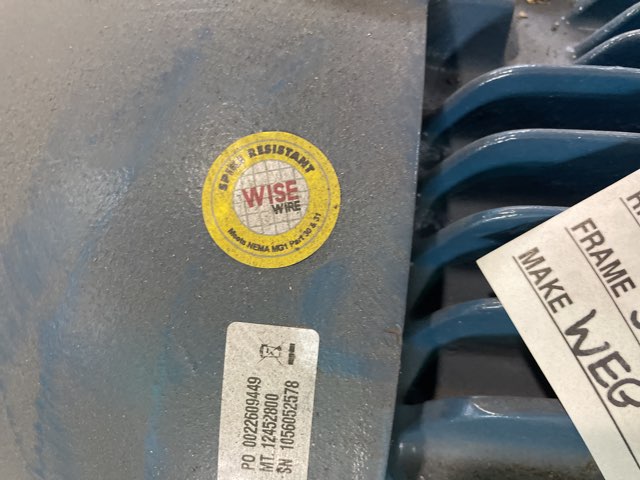 SPIKE RESISTANT
WISE
WIRE
Meets NEMA MG1 Part 30 & 31
PO 0022609449
MT 12452800
SN 1056052578
FRAME
MAKE WEG